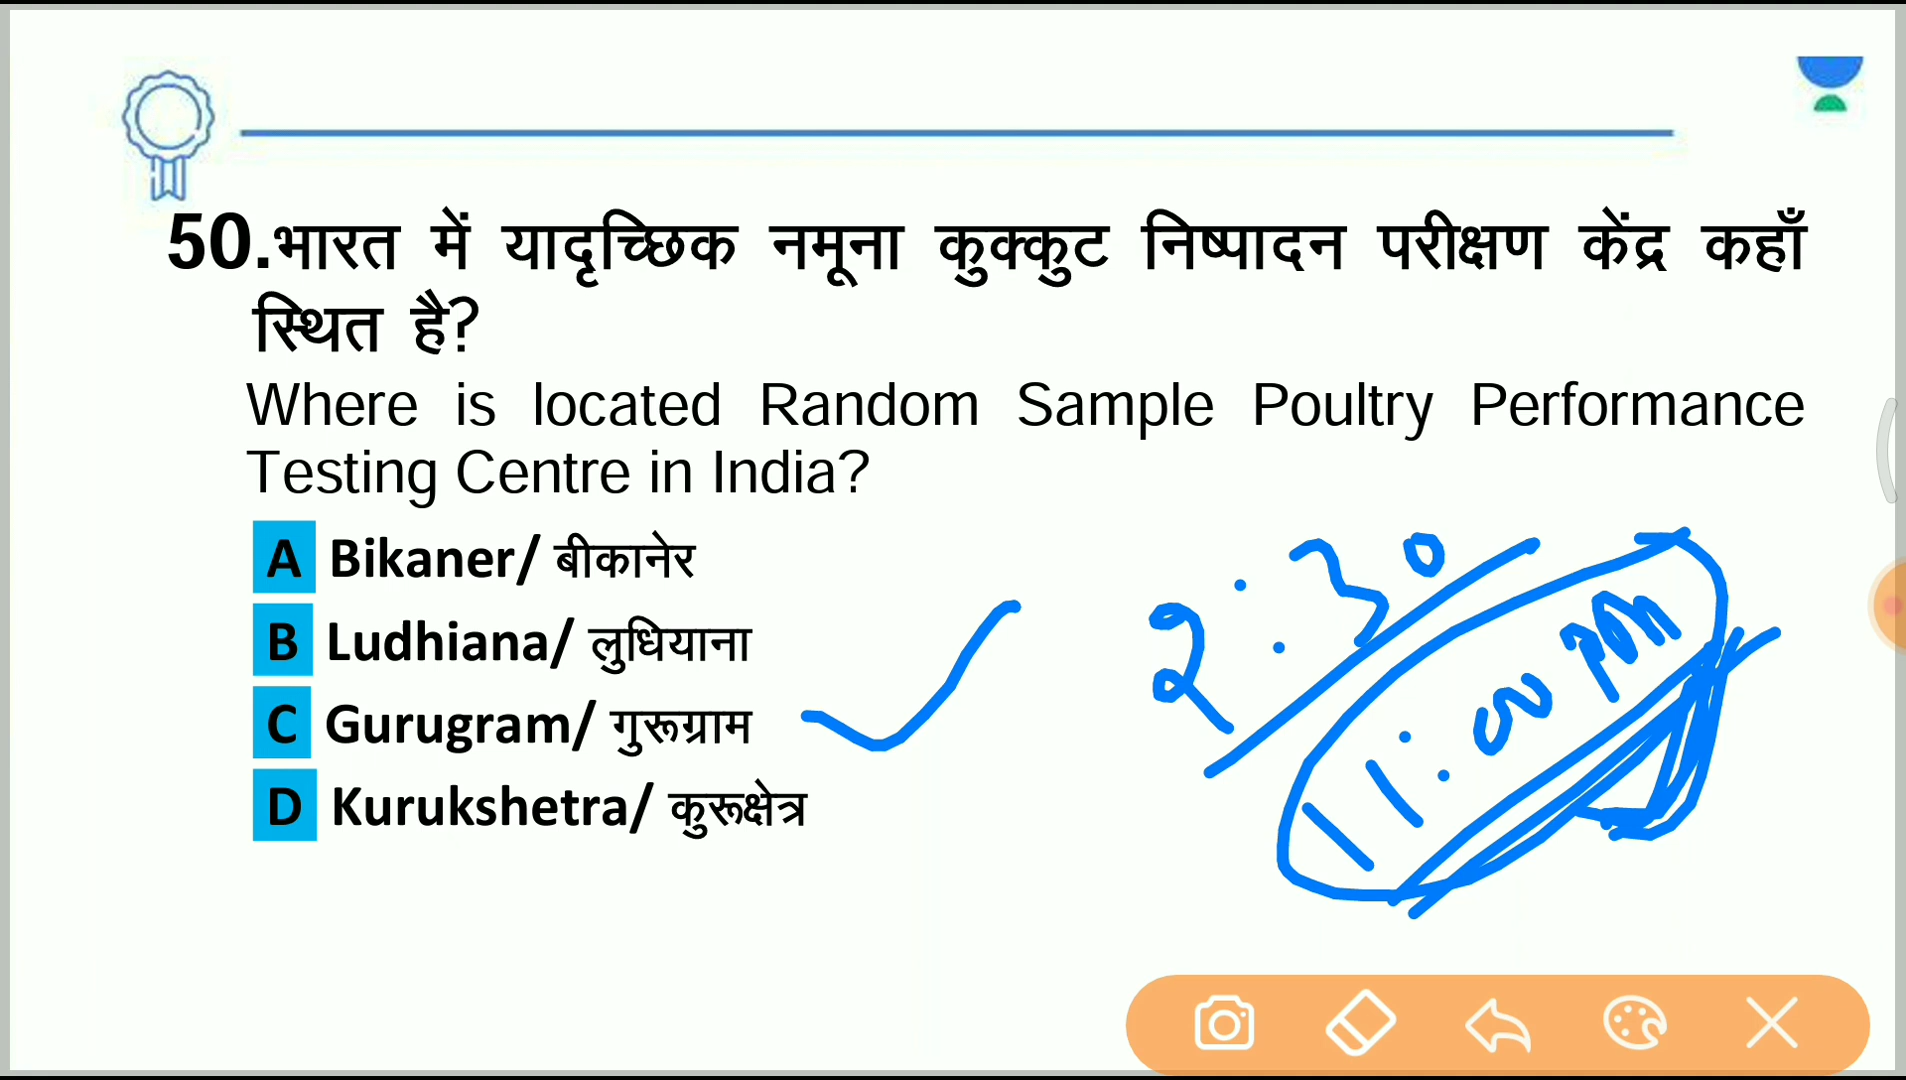 50.भारत में यादृच्छिक नमूना कुक्कुट निष्पादन परीक्षण केंद्र कहाँ
स्थित है?
Where is located Random Sample Poultry Performance
Testing Centre in India?
A Bikaner/ बीकानेर
B Ludhiana/ लुधियाना
C Gurugram/ गुरूग्राम
D Kurukshetra/ कुरूक्षेत्र
2:30
11:00 PM